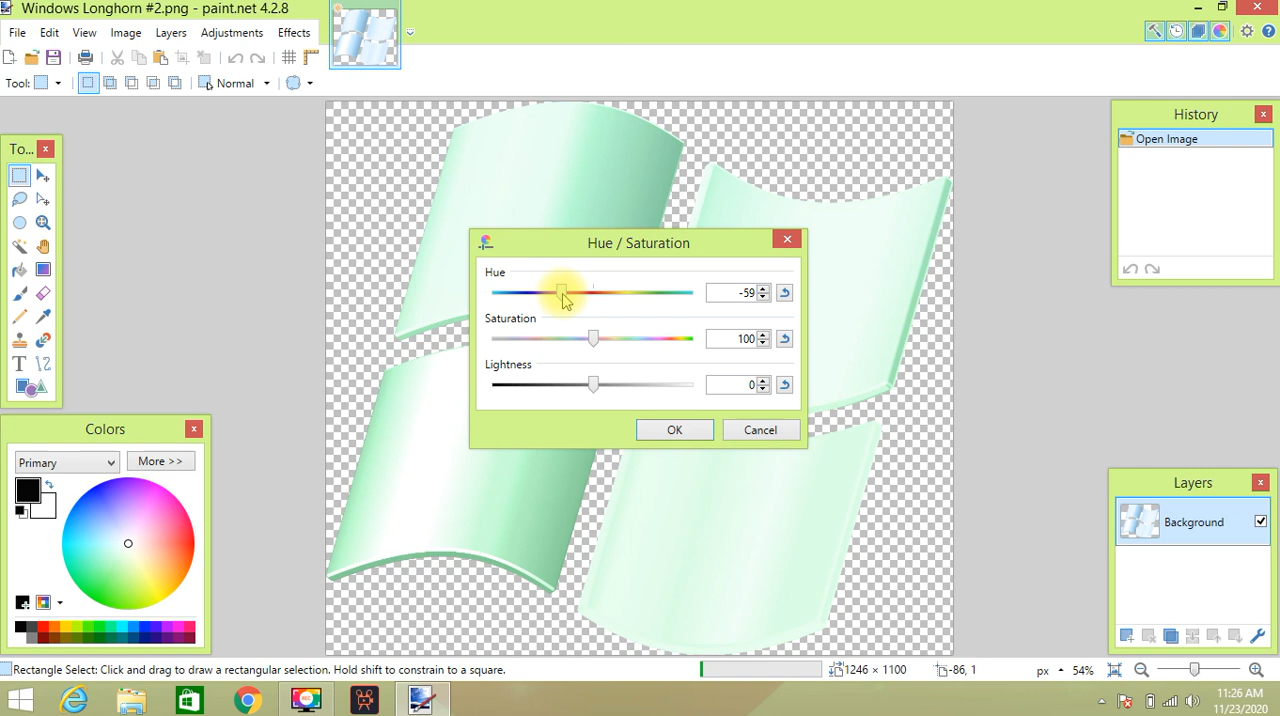 Windows Longhorn #2.png - paint.net 4.2.8
File Edit View Image Layers Adjustments Effects
Tool: Normal
To...
History
Open Image
Hue / Saturation
Hue
-59
Saturation
100
Lightness
0
OK Cancel
Colors
Primary More >>
Layers
Background
Rectangle Select: Click and drag to draw a rectangular selection. Hold shift to constrain to a square. 1246 × 1100 -86, 1 px 54%
11:26 AM
11/23/2020